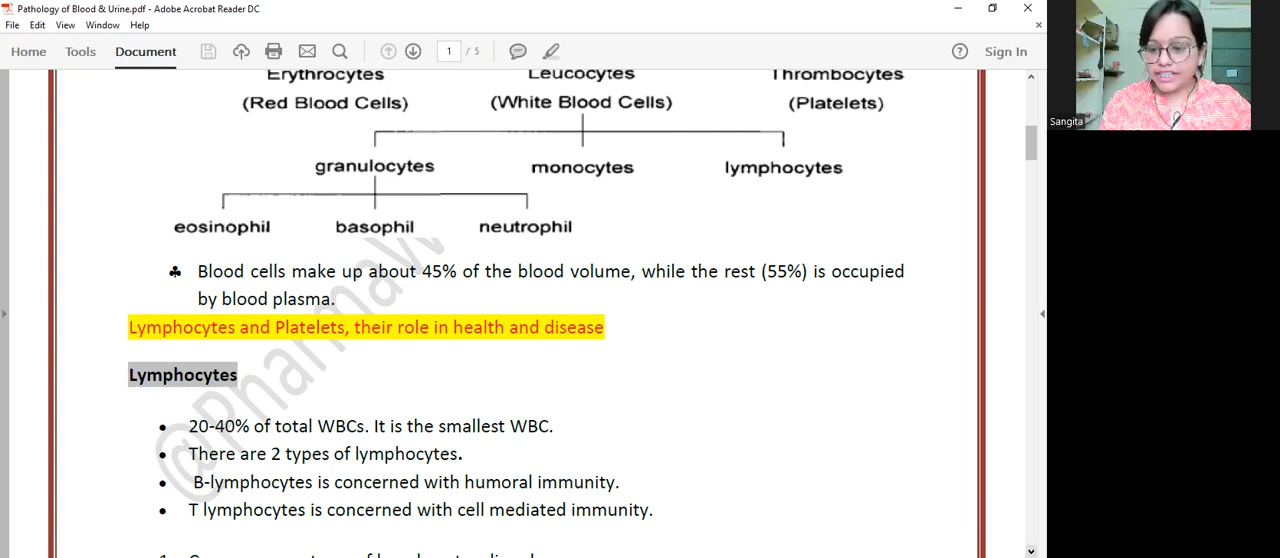 Pathology of Blood & Urine.pdf - Adobe Acrobat Reader DC
File Edit View Window Help
Home Tools Document 1 / 5 Sign In
Erythrocytes Leucocytes Thrombocytes
(Red Blood Cells) (White Blood Cells) (Platelets)
granulocytes monocytes lymphocytes
eosinophil basophil neutrophil
♣ Blood cells make up about 45% of the blood volume, while the rest (55%) is occupied
by blood plasma.
Lymphocytes and Platelets, their role in health and disease
Lymphocytes
• 20-40% of total WBCs. It is the smallest WBC.
• There are 2 types of lymphocytes.
• B-lymphocytes is concerned with humoral immunity.
• T lymphocytes is concerned with cell mediated immunity.
Sangita